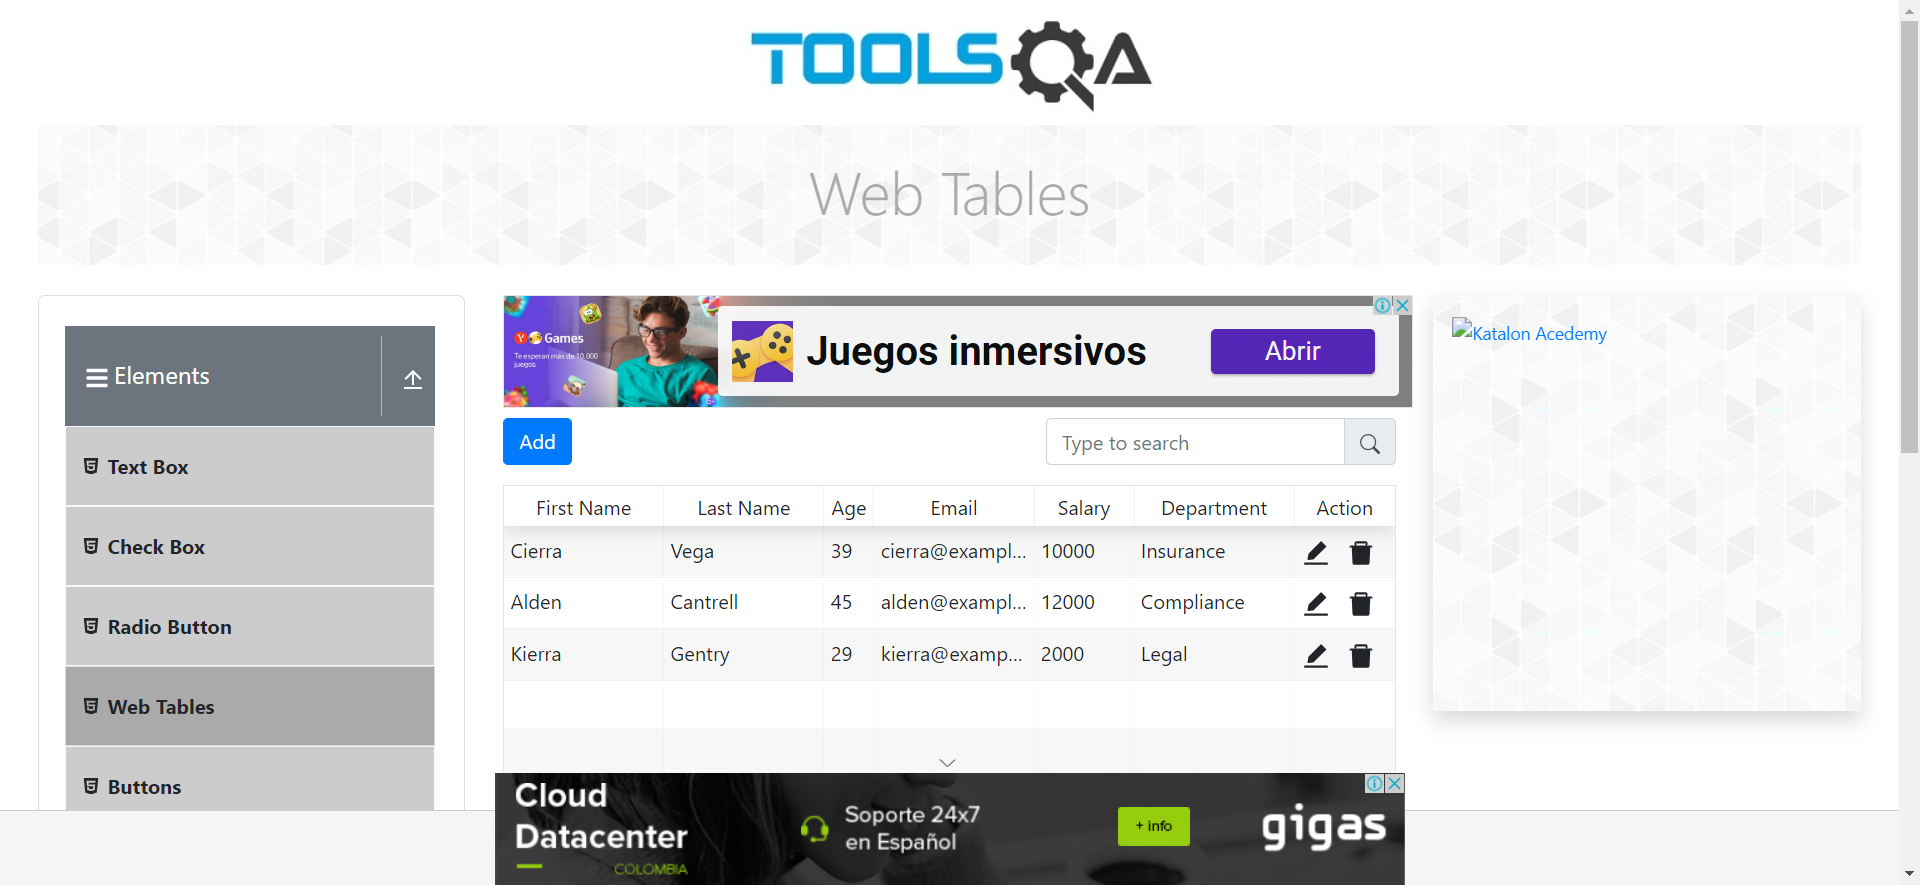 TOOLSQA
Web Tables
Elements
Text Box
Check Box
Radio Button
Web Tables
Buttons
Y Games
Te esperan más de 10.000
juegos
Juegos inmersivos
Abrir
Add
Type to search
First Name Last Name Age Email Salary Department Action
Cierra Vega 39 cierra@exampl... 10000 Insurance
Alden Cantrell 45 alden@exampl... 12000 Compliance
Kierra Gentry 29 kierra@examp... 2000 Legal
Katalon Acedemy
Cloud
Datacenter
COLOMBIA
Soporte 24x7
en Español
+ info
gigas